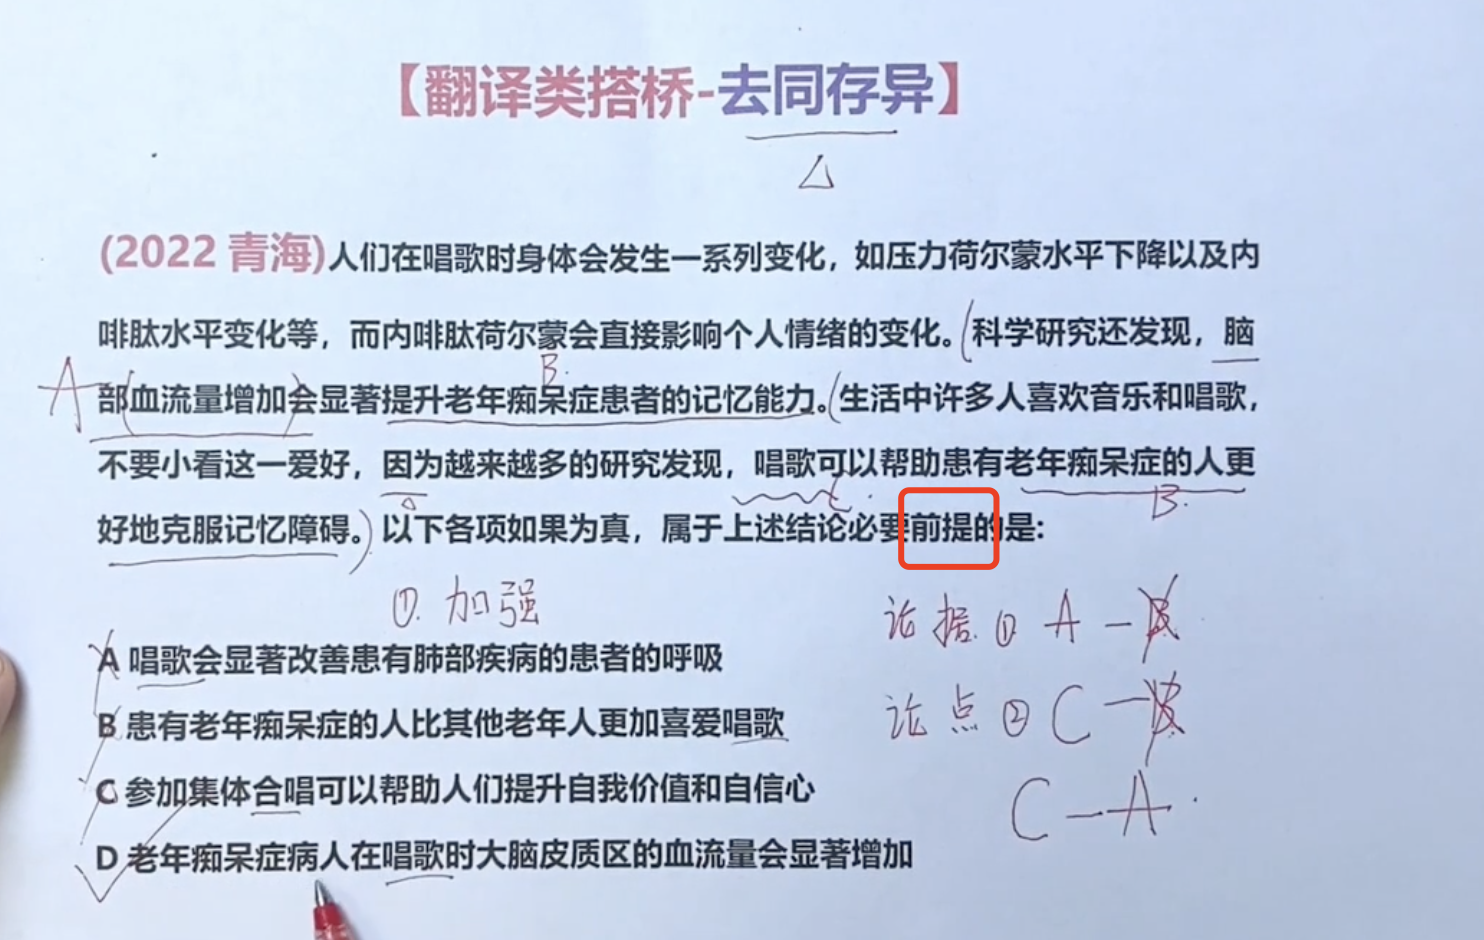 【翻译类搭桥-去同存异】
(2022 青海)人们在唱歌时身体会发生一系列变化，如压力荷尔蒙水平下降以及内
啡肽水平变化等，而内啡肽荷尔蒙会直接影响个人情绪的变化。科学研究还发现，脑
B.
A
部血流量增加会显著提升老年痴呆症患者的记忆能力。生活中许多人喜欢音乐和唱歌，
不要小看这一爱好，因为越来越多的研究发现，唱歌可以帮助患有老年痴呆症的人更
C
B.
好地克服记忆障碍。以下各项如果为真，属于上述结论必要前提的是:
①. 加强
论据① A - B
A 唱歌会显著改善患有肺部疾病的患者的呼吸
论点② C - B
B 患有老年痴呆症的人比其他老年人更加喜爱唱歌
C 参加集体合唱可以帮助人们提升自我价值和自信心
C - A.
D 老年痴呆症病人在唱歌时大脑皮质区的血流量会显著增加